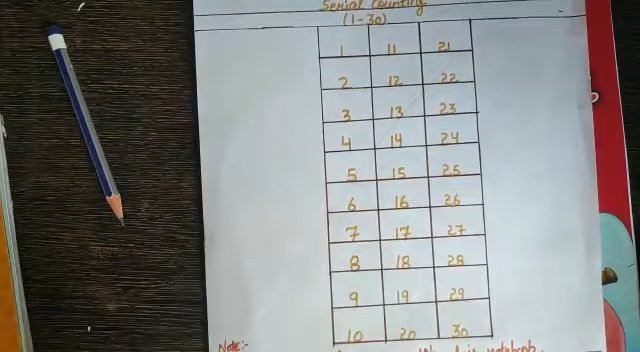 Serial Counting
(1-30)
1 11 21
2 12 22
3 13 23
4 14 24
5 15 25
6 16 26
7 17 27
8 18 28
9 19 29
10 20 30
Note:-
notebook.